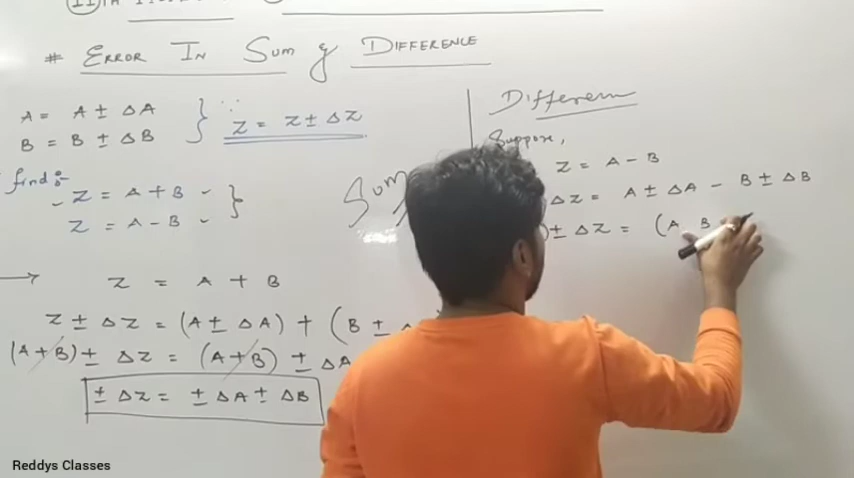 # ERROR IN SUM & DIFFERENCE
A = A ± ΔA
B = B ± ΔB
∵ Z = Z ± ΔZ
find :-
Z = A + B
Z = A - B
→ Z = A + B
Z ± ΔZ = (A ± ΔA) + (B ±
(A + B) ± ΔZ = (A + B) ± ΔA
± ΔZ = ± ΔA ± ΔB
Sum
Differen
Suppose,
Z = A - B
ΔZ = A ± ΔA - B ± ΔB
) ± ΔZ = (A B
Reddys Classes